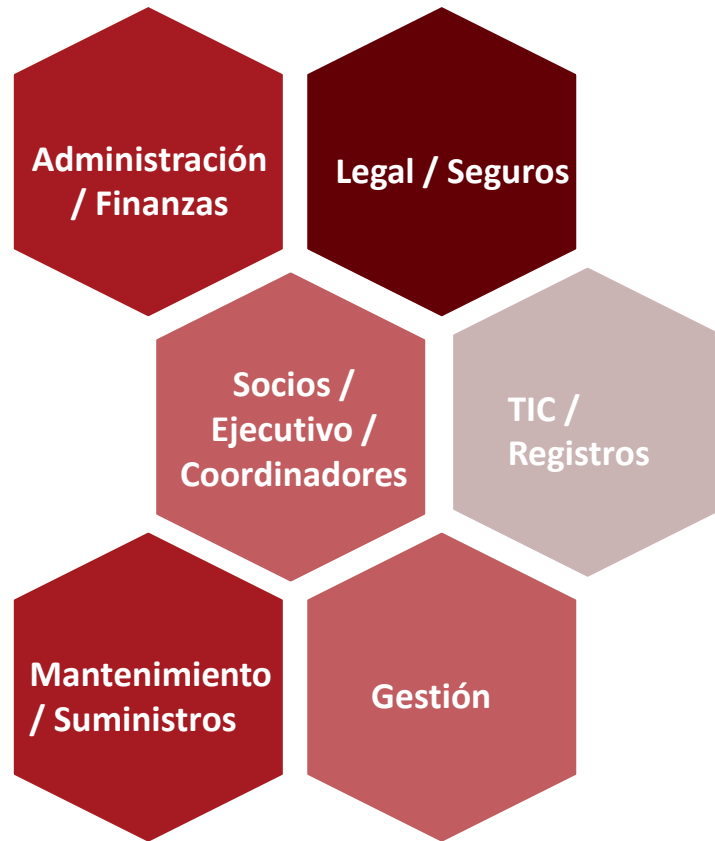 Administración
/ Finanzas
Legal / Seguros
Socios /
Ejecutivo /
Coordinadores
TIC /
Registros
Mantenimiento
/ Suministros
Gestión